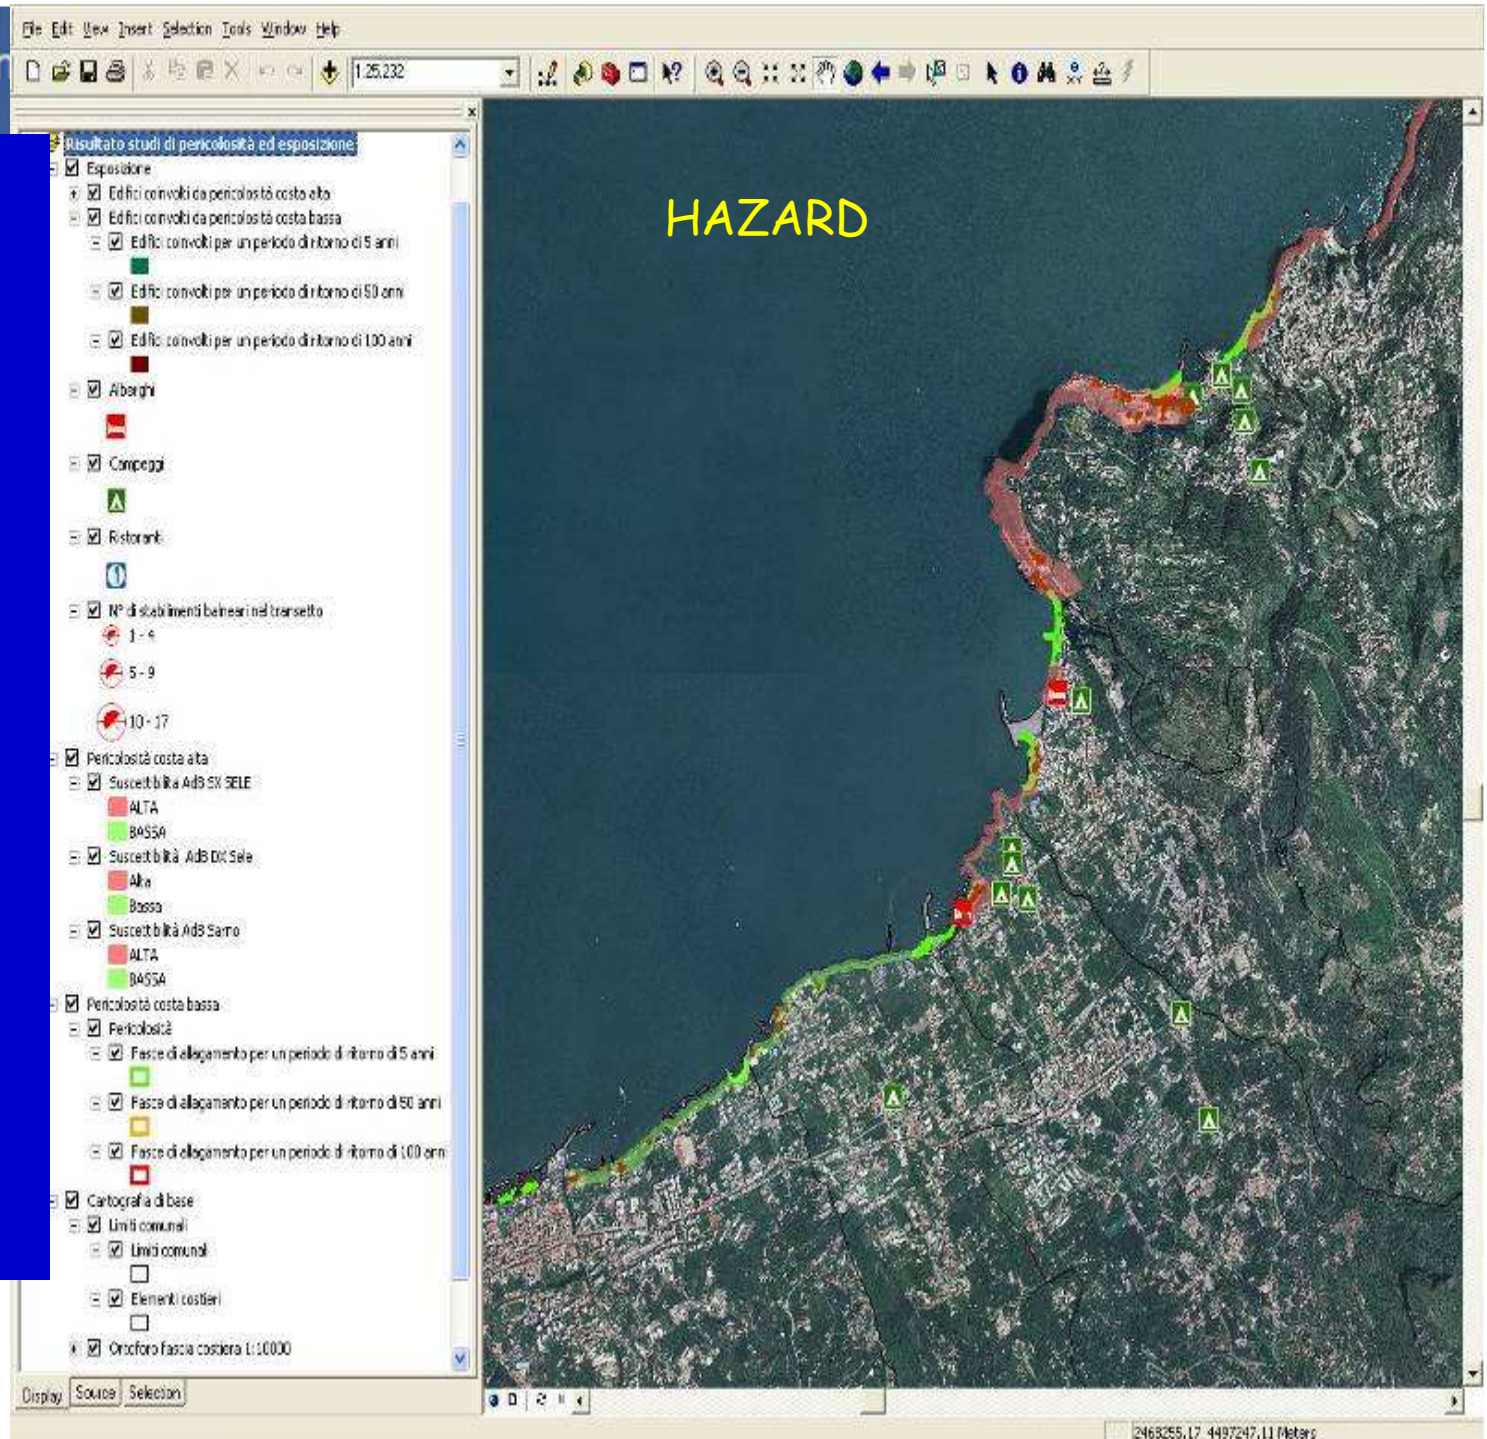 File Edit View Insert Selection Tools Window Help
1:25.232
Risultato studi di pericolosità ed esposizione
Esposizione
Edifici coinvolti da pericolosità costa alta
Edifici coinvolti da pericolosità costa bassa
Edifici coinvolti per un periodo di ritorno di 5 anni
Edifici coinvolti per un periodo di ritorno di 50 anni
Edifici coinvolti per un periodo di ritorno di 100 anni
Alberghi
Campeggi
Ristoranti
N° di stabilimenti balneari nel transetto
1 - 4
5 - 9
10 - 17
Pericolosità costa alta
Suscettiblita AdB SX SELE
ALTA
BASSA
Suscettiblità AdB DX Sele
Alta
Bassa
Suscettiblità AdB Sarno
ALTA
BASSA
Pericolosità costa bassa
Pericolosità
Fasce di allagamento per un periodo di ritorno di 5 anni
Fasce di allagamento per un periodo di ritorno di 50 anni
Fasce di allagamento per un periodo di ritorno di 100 anni
Cartografia di base
Limiti comunali
Limiti comunali
Elementi costieri
Ortofoto fascia costiera 1:10000
Display Source Selection
HAZARD
2468255,17 4497247,11 Meters